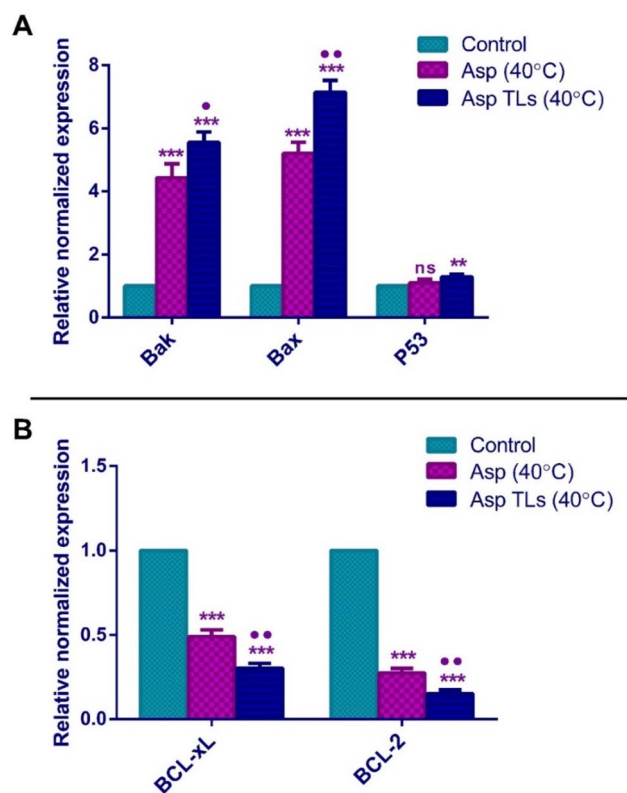 A
Control
Asp (40°C)
Asp TLs (40°C)
Relative normalized expression
8
6
4
2
0
•
•• 
***
***
***
***
ns
**
Bak
Bax
P53
B
Control
Asp (40°C)
Asp TLs (40°C)
Relative normalized expression
1.5
1.0
0.5
0.0
***
••
***
***
••
***
BCL-xL
BCL-2